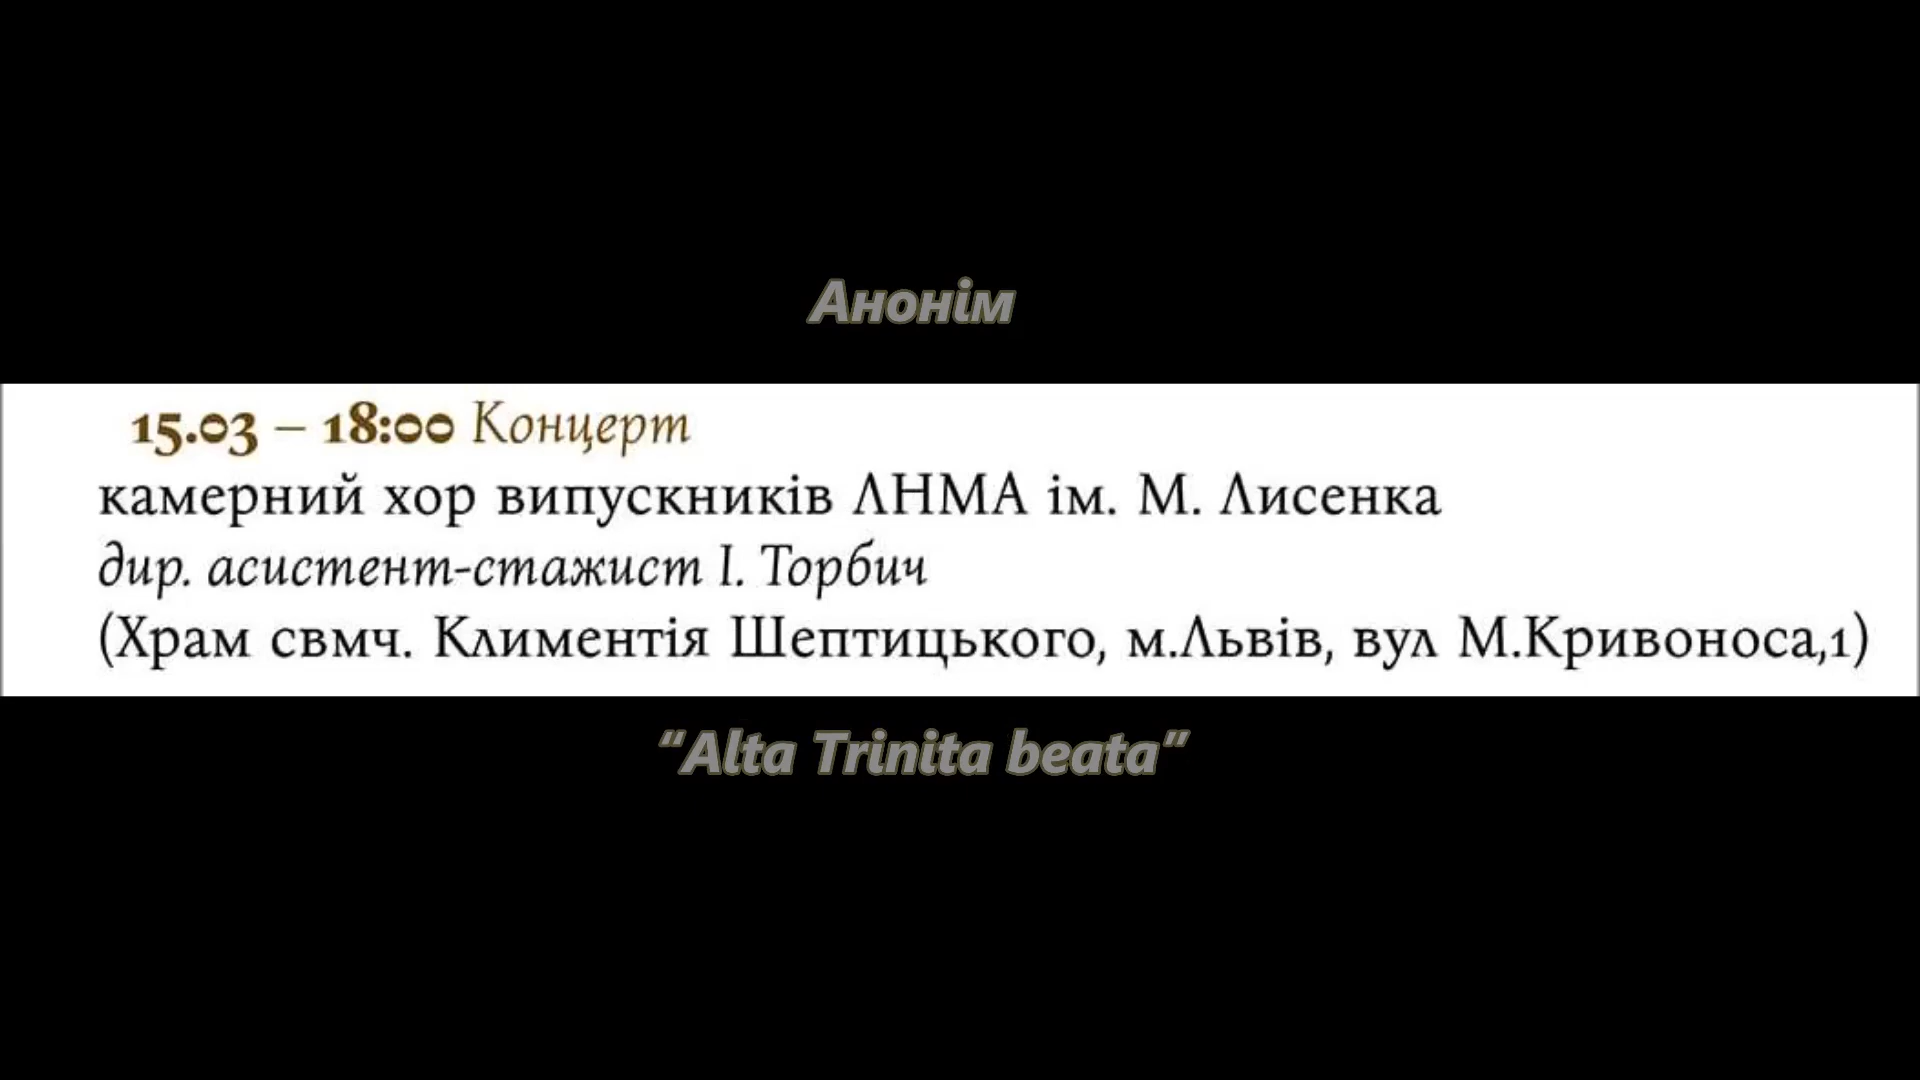 Анонім
15.03 – 18:00 Концерт
камерний хор випускників ЛНМА ім. М. Лисенка
дир. асистент-стажист І. Торбич
(Храм свмч. Климентія Шептицького, м.Львів, вул М.Кривоноса,1)
“Alta Trinita beata”